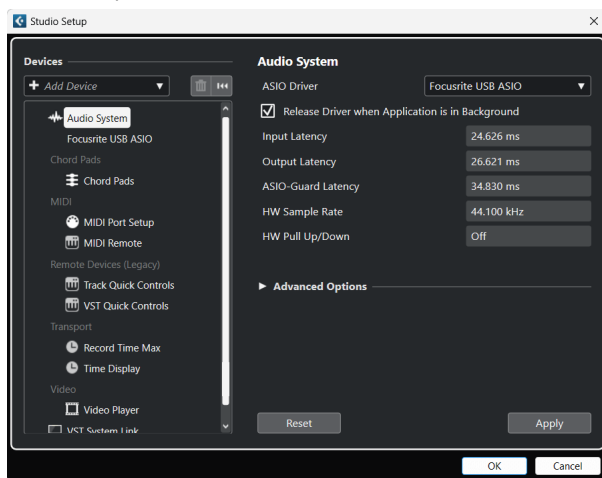 Studio Setup
Devices
Add Device
Audio System
Focusrite USB ASIO
Chord Pads
Chord Pads
MIDI
MIDI Port Setup
MIDI Remote
Remote Devices (Legacy)
Track Quick Controls
VST Quick Controls
Transport
Record Time Max
Time Display
Video
Video Player
VST System Link
Audio System
ASIO Driver Focusrite USB ASIO
Release Driver when Application is in Background
Input Latency 24.626 ms
Output Latency 26.621 ms
ASIO-Guard Latency 34.830 ms
HW Sample Rate 44.100 kHz
HW Pull Up/Down Off
Advanced Options
Reset Apply
OK Cancel